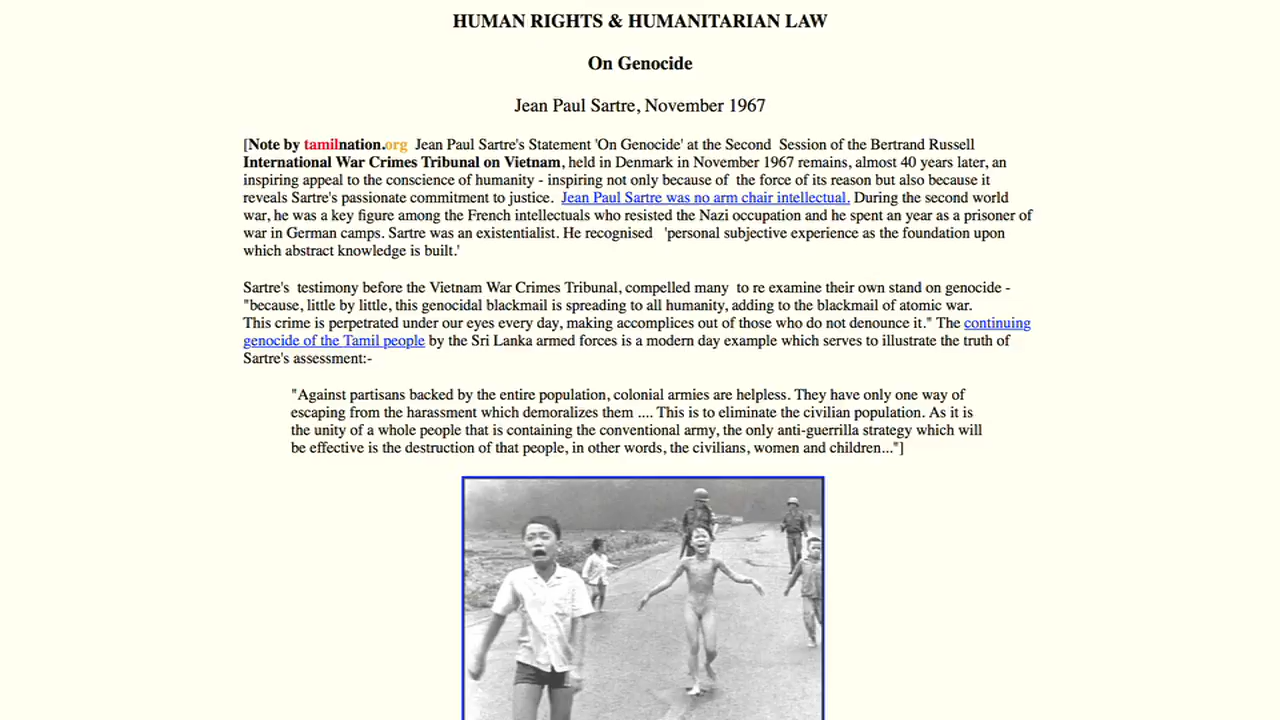 HUMAN RIGHTS & HUMANITARIAN LAW
On Genocide
Jean Paul Sartre, November 1967
[Note by tamilnation.org  Jean Paul Sartre's Statement 'On Genocide' at the Second  Session of the Bertrand Russell
International War Crimes Tribunal on Vietnam, held in Denmark in November 1967 remains, almost 40 years later, an
inspiring appeal to the conscience of humanity - inspiring not only because of  the force of its reason but also because it
reveals Sartre's passionate commitment to justice.  Jean Paul Sartre was no arm chair intellectual. During the second world
war, he was a key figure among the French intellectuals who resisted the Nazi occupation and he spent an year as a prisoner of
war in German camps. Sartre was an existentialist. He recognised   'personal subjective experience as the foundation upon
which abstract knowledge is built.'
Sartre's  testimony before the Vietnam War Crimes Tribunal, compelled many  to re examine their own stand on genocide -
"because, little by little, this genocidal blackmail is spreading to all humanity, adding to the blackmail of atomic war.
This crime is perpetrated under our eyes every day, making accomplices out of those who do not denounce it." The continuing
genocide of the Tamil people by the Sri Lanka armed forces is a modern day example which serves to illustrate the truth of
Sartre's assessment:-
"Against partisans backed by the entire population, colonial armies are helpless. They have only one way of
escaping from the harassment which demoralizes them .... This is to eliminate the civilian population. As it is
the unity of a whole people that is containing the conventional army, the only anti-guerrilla strategy which will
be effective is the destruction of that people, in other words, the civilians, women and children..."]